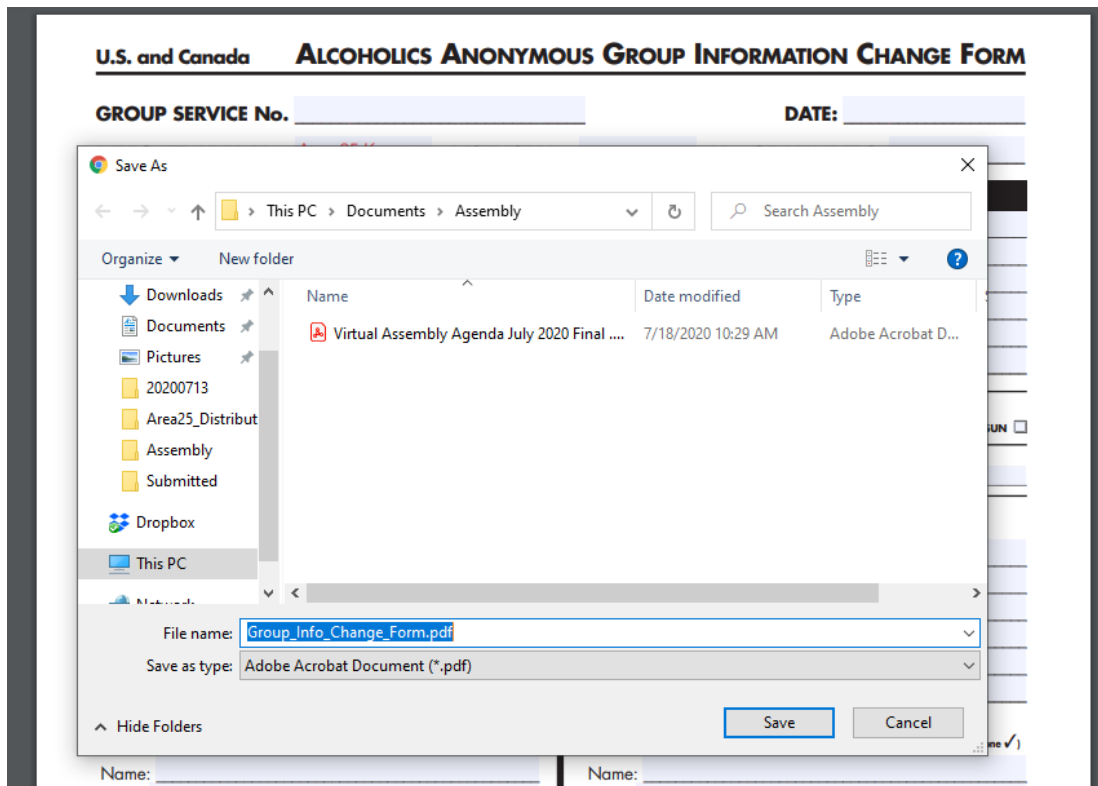 U.S. and Canada ALCOHOLICS ANONYMOUS GROUP INFORMATION CHANGE FORM
GROUP SERVICE No. DATE:
Save As
This PC > Documents > Assembly
Search Assembly
Organize New folder
Name Date modified Type
Downloads
Documents
Pictures
20200713
Area25_Distribut
Assembly
Submitted
Dropbox
This PC
Network
Virtual Assembly Agenda July 2020 Final .... 7/18/2020 10:29 AM Adobe Acrobat D...
SUN
File name: Group_Info_Change_Form.pdf
Save as type: Adobe Acrobat Document (*.pdf)
Hide Folders
Save Cancel
ne ✓)
Name: Name: